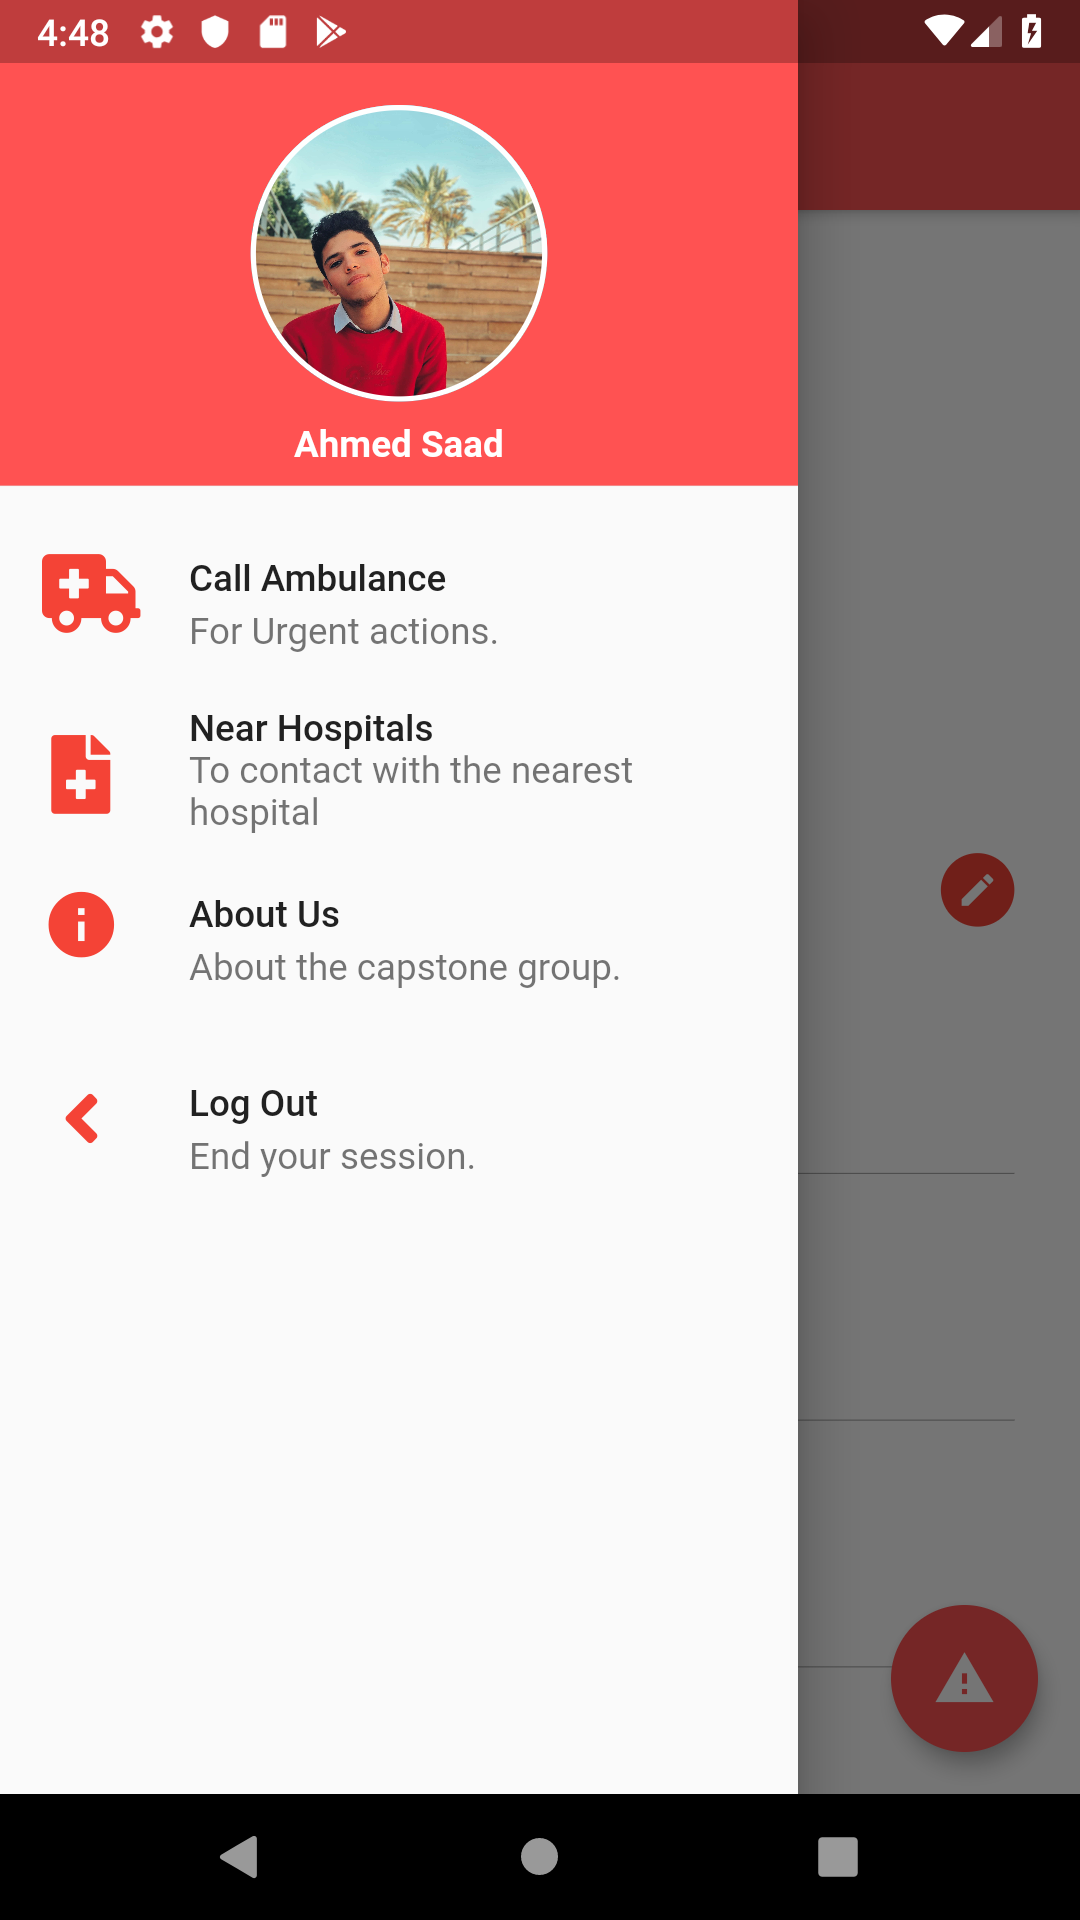 4:48
Ahmed Saad
Call Ambulance
For Urgent actions.
Near Hospitals
To contact with the nearest
hospital
About Us
About the capstone group.
Log Out
End your session.